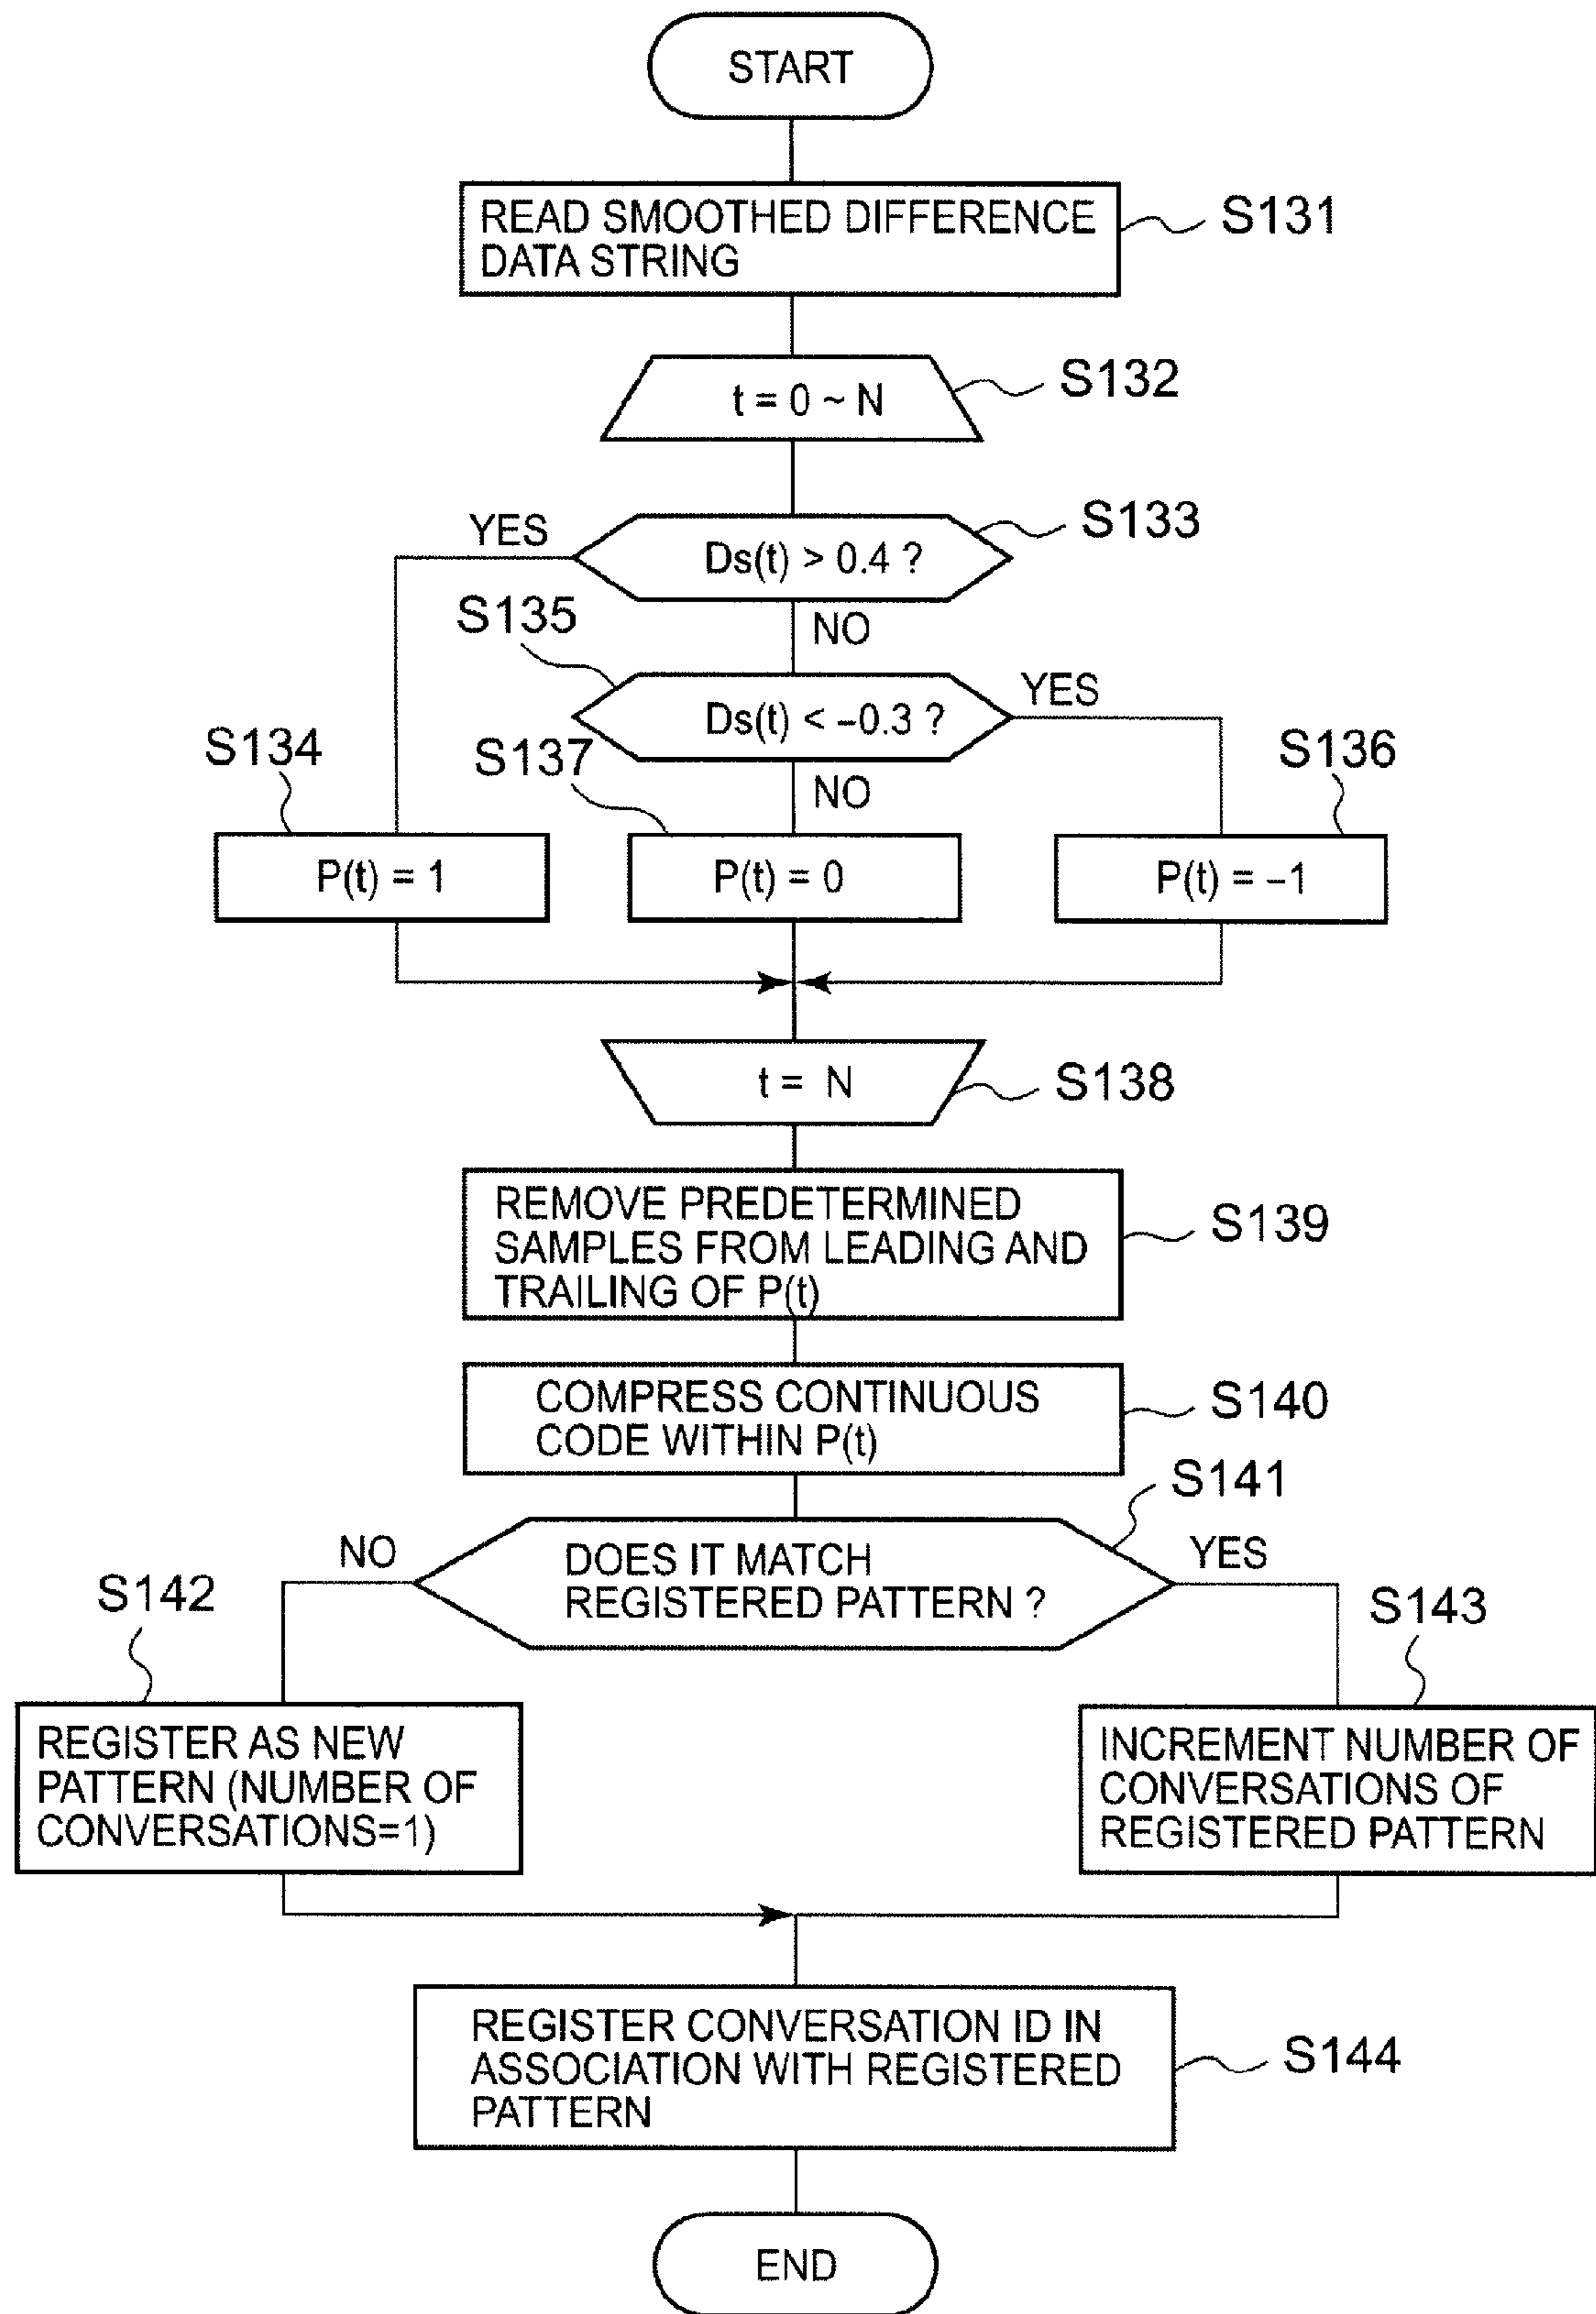 START
READ SMOOTHED DIFFERENCE
DATA STRING
S131
t = 0 ~ N
S132
YES
Ds(t) > 0.4 ?
S133
NO
S135
Ds(t) < –0.3 ?
YES
S134
S137
NO
S136
P(t) = 1
P(t) = 0
P(t) = –1
t = N
S138
REMOVE PREDETERMINED
SAMPLES FROM LEADING AND
TRAILING OF P(t)
S139
COMPRESS CONTINUOUS
CODE WITHIN P(t)
S140
S141
NO
DOES IT MATCH
REGISTERED PATTERN ?
YES
S142
S143
REGISTER AS NEW
PATTERN (NUMBER OF
CONVERSATIONS=1)
INCREMENT NUMBER OF
CONVERSATIONS OF
REGISTERED PATTERN
REGISTER CONVERSATION ID IN
ASSOCIATION WITH REGISTERED
PATTERN
S144
END